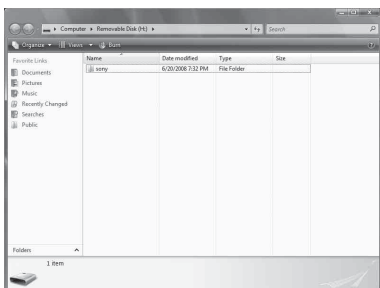 Computer ▸ Removable Disk (H:) ▸ Search
Organize Views Burn
Favorite Links
Documents
Pictures
Music
Recently Changed
Searches
Public
Folders
Name Date modified Type Size
sony 6/20/2008 7:32 PM File Folder
1 item